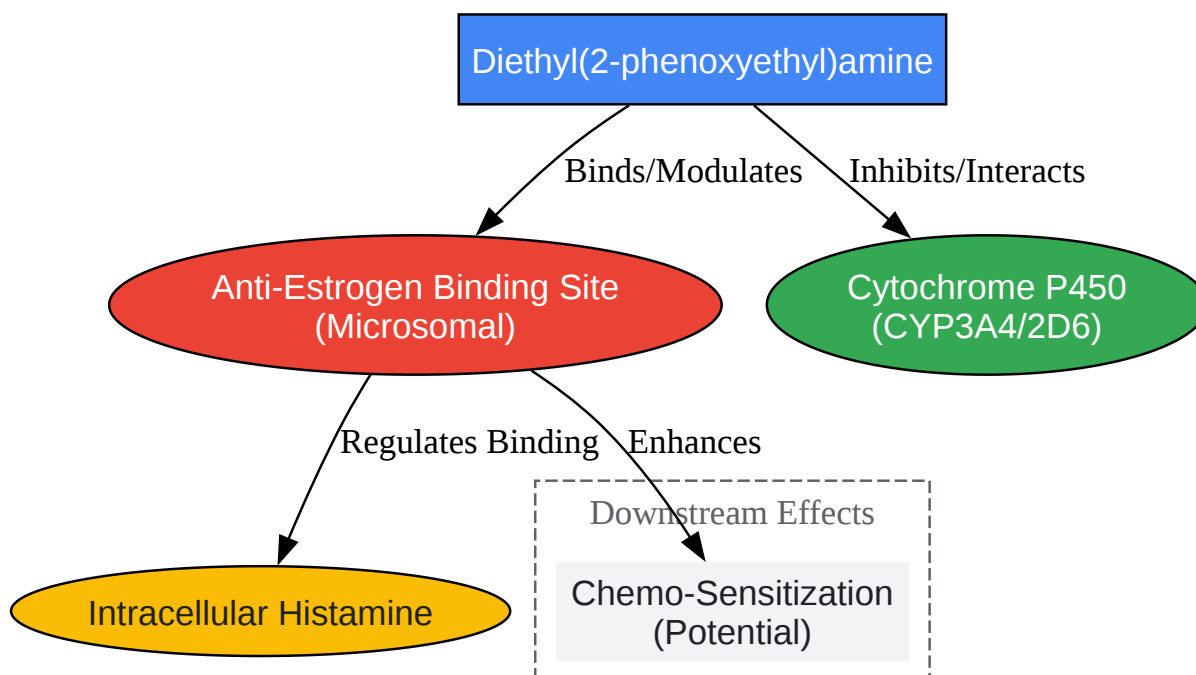 Diethyl(2-phenoxyethyl)amine
Binds/Modulates
Inhibits/Interacts
Anti-Estrogen Binding Site
(Microsomal)
Cytochrome P450
(CYP3A4/2D6)
Regulates Binding
Enhances
Downstream Effects
Intracellular Histamine
Chemo-Sensitization
(Potential)